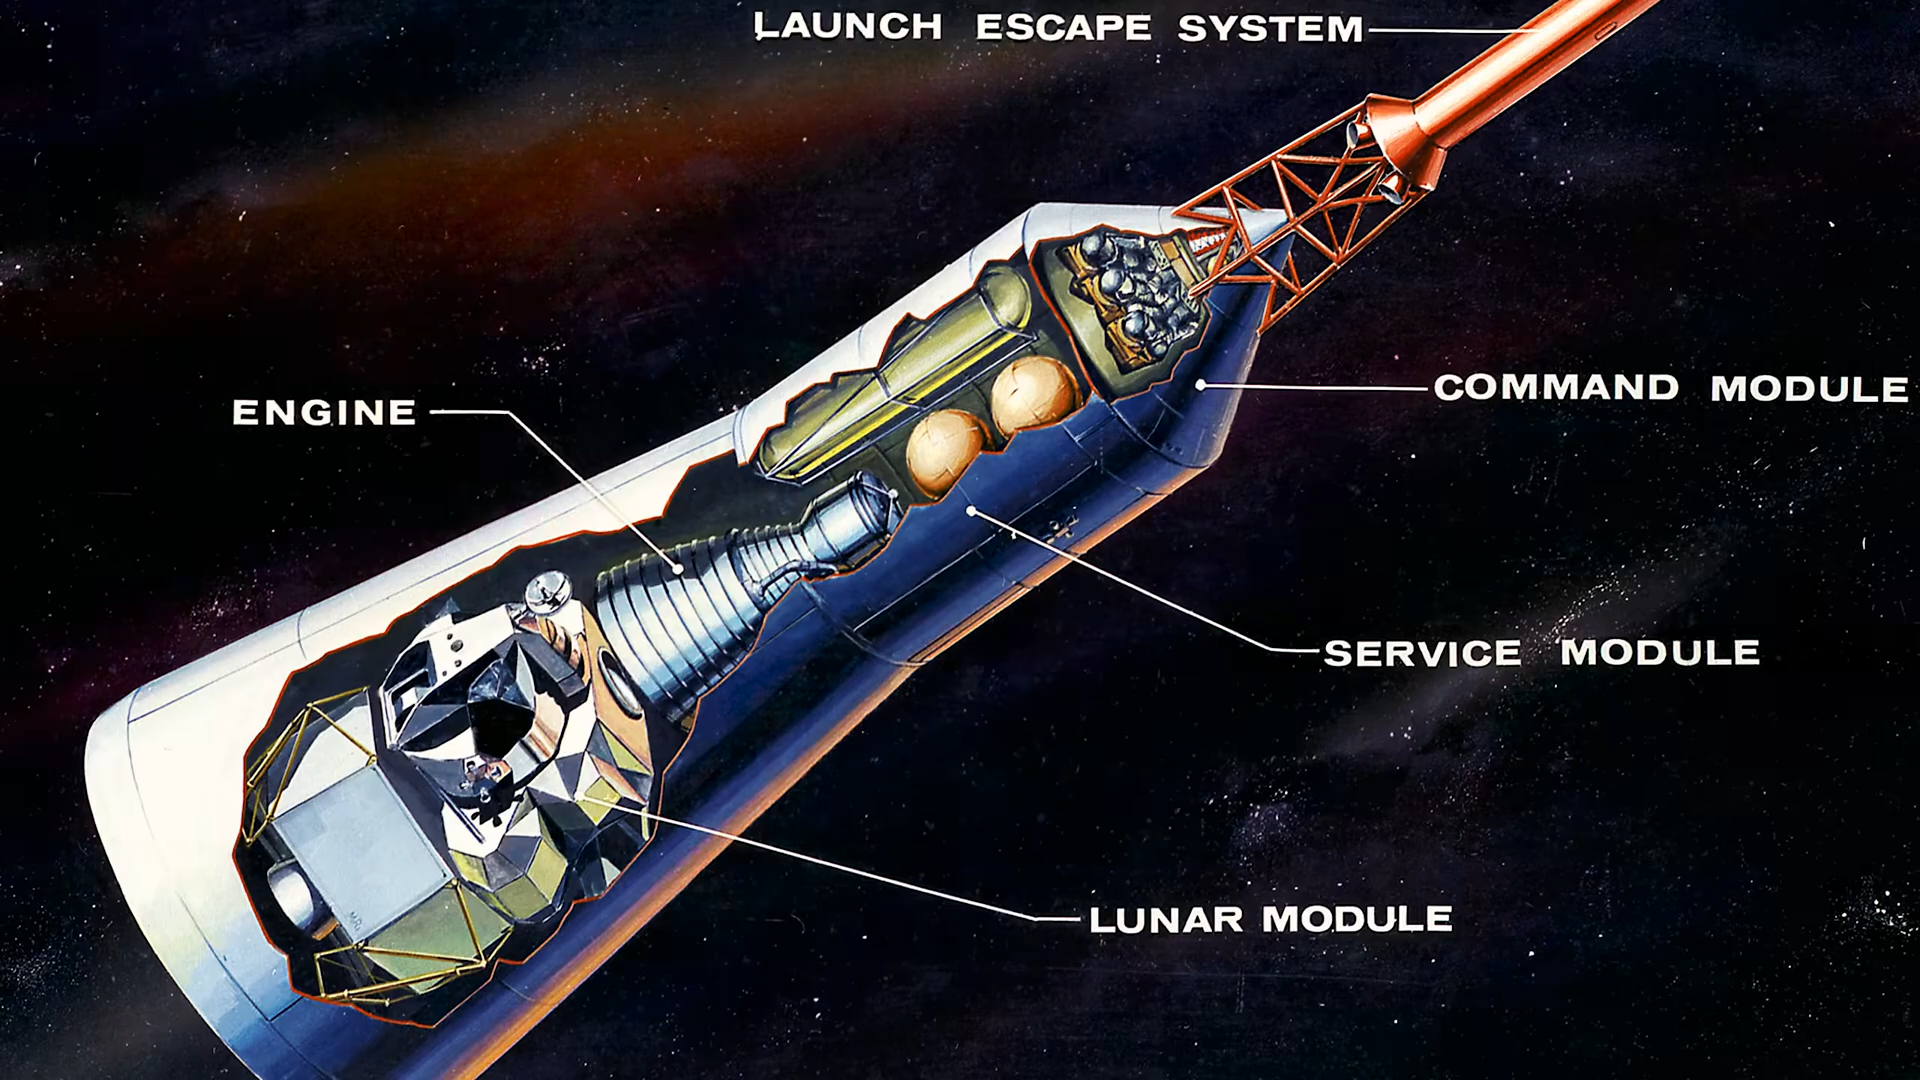 LAUNCH ESCAPE SYSTEM
COMMAND MODULE
ENGINE
SERVICE MODULE
LUNAR MODULE